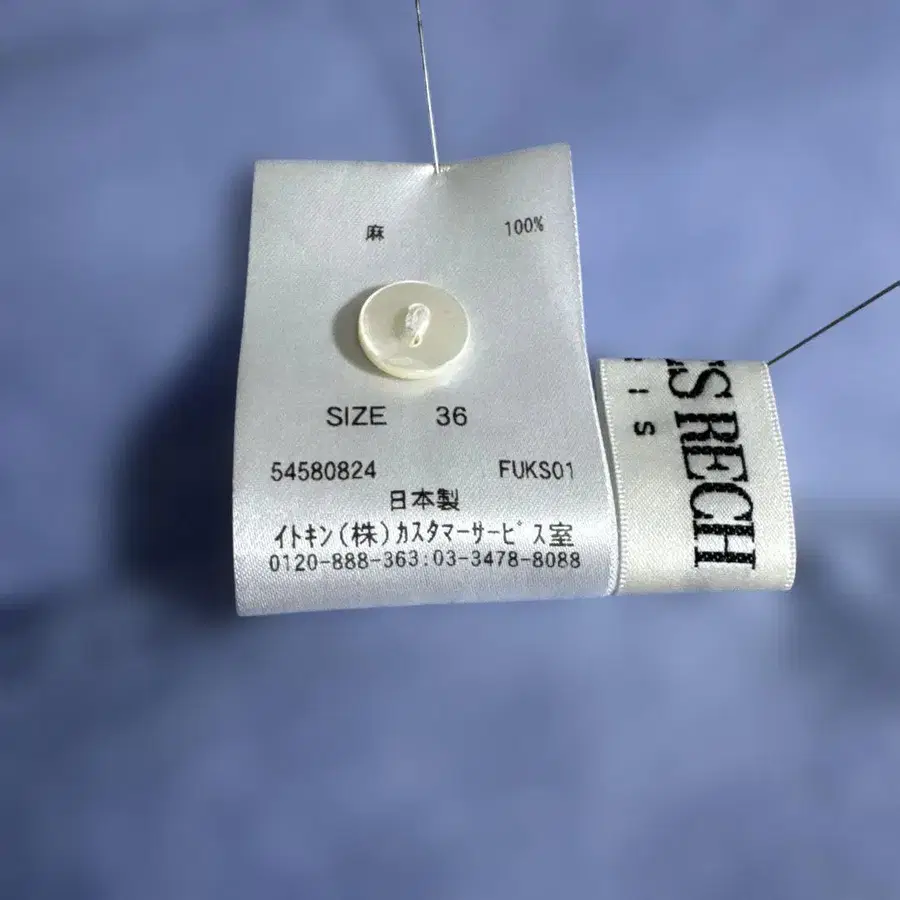 麻 100%
SIZE 36
54580824 FUKS01
日本製
イトキン(株)カスタマーサービス室
0120-888-363:03-3478-8088
RECH